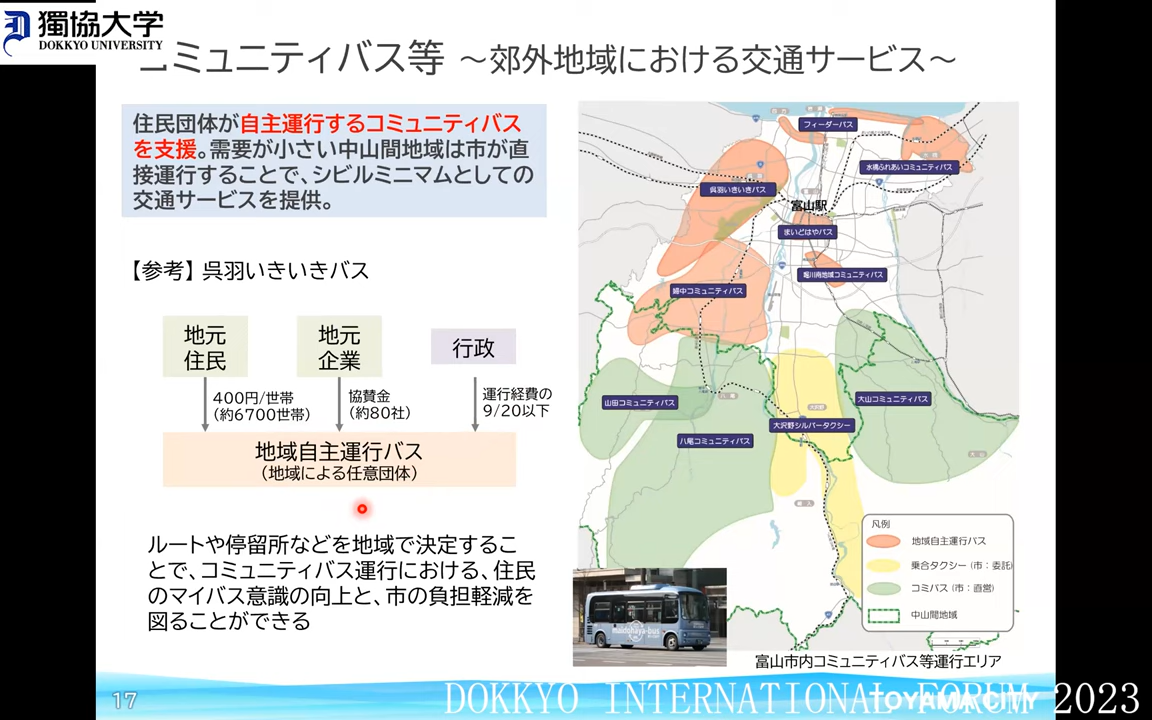 獨協大学
DOKKYO UNIVERSITY
コミュニティバス等 ～郊外地域における交通サービス～
住民団体が自主運行するコミュニティバス
を支援。需要が小さい中山間地域は市が直
接運行することで、シビルミニマムとしての
交通サービスを提供。
【参考】 呉羽いきいきバス
地元
住民
地元
企業
行政
400円/世帯
（約6700世帯）
協賛金
（約80社）
運行経費の
9/20以下
地域自主運行バス
（地域による任意団体）
ルートや停留所などを地域で決定するこ
とで、コミュニティバス運行における、住民
のマイバス意識の向上と、市の負担軽減を
図ることができる
フィーダーバス
水橋ふれあいコミュニティバス
呉羽いきいきバス
富山駅
まいどはやバス
堀川南地域コミュニティバス
婦中コミュニティバス
山田コミュニティバス
大山コミュニティバス
大沢野
大沢野シルバータクシー
八尾コミュニティバス
凡例
地域自主運行バス
乗合タクシー（市：委託）
コミバス（市：直営）
中山間地域
maidohaya-bus
富山市内コミュニティバス等運行エリア
17
TOYAMA CITY
DOKKYO INTERNATIONAL FORUM 2023